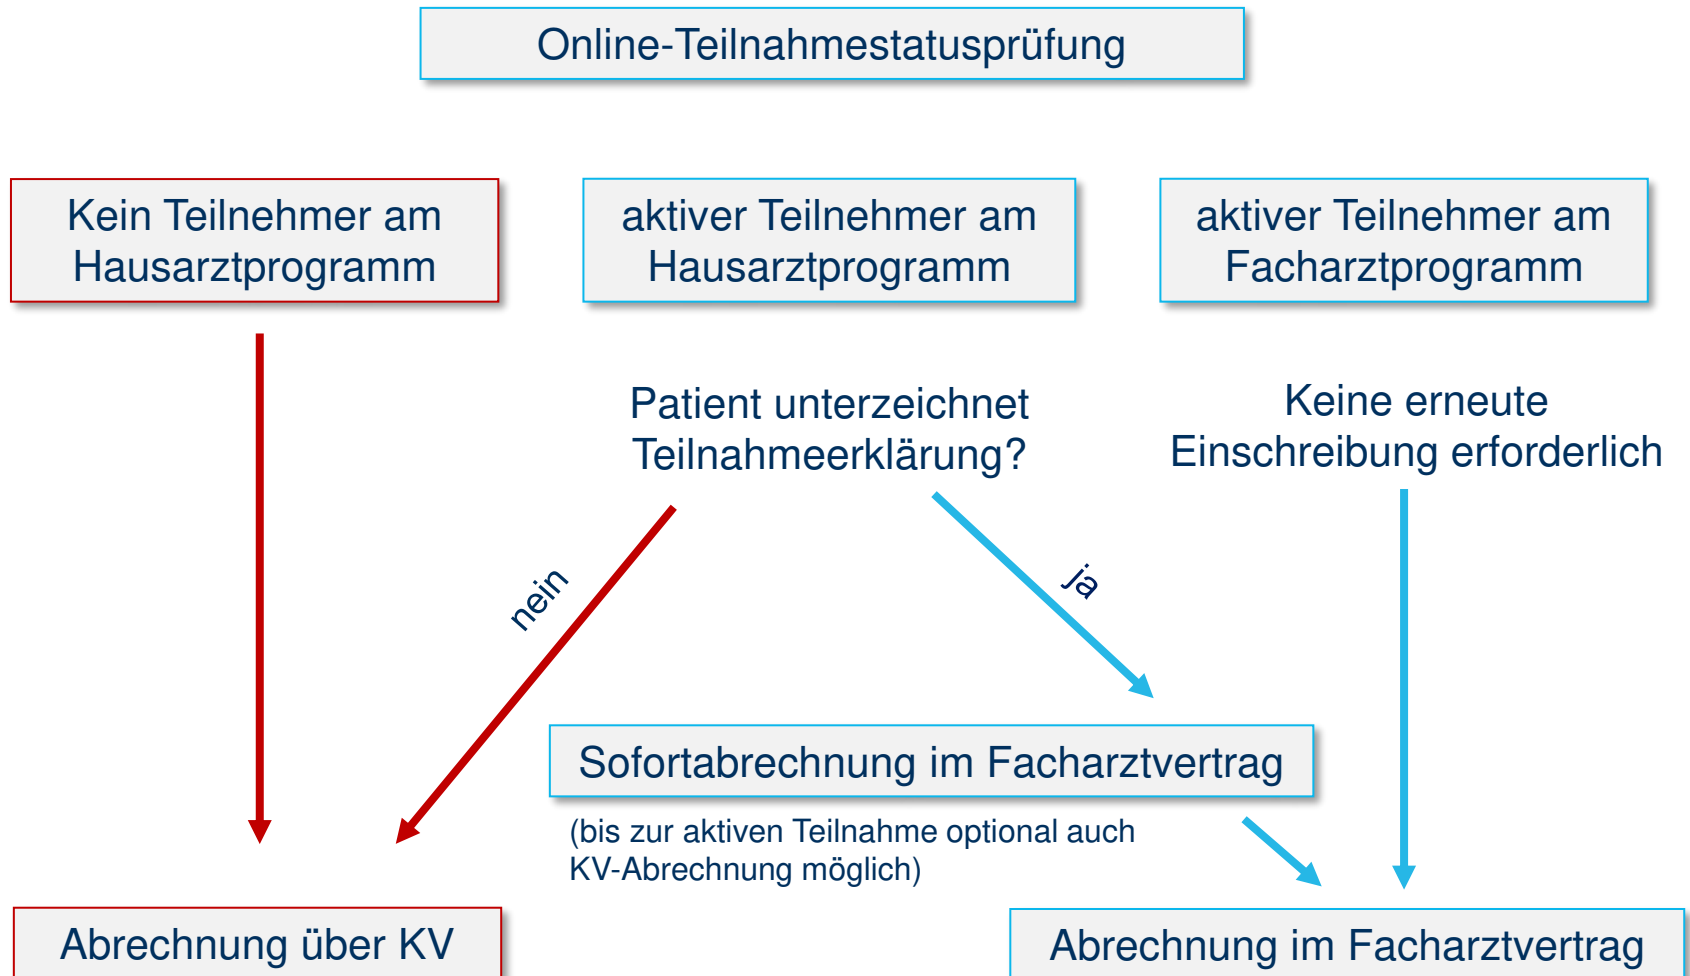 Online-Teilnahmestatusprüfung
Kein Teilnehmer am
Hausarztprogramm
aktiver Teilnehmer am
Hausarztprogramm
aktiver Teilnehmer am
Facharztprogramm
Patient unterzeichnet
Teilnahmeerklärung?
Keine erneute
Einschreibung erforderlich
nein
ja
Sofortabrechnung im Facharztvertrag
(bis zur aktiven Teilnahme optional auch
KV-Abrechnung möglich)
Abrechnung über KV
Abrechnung im Facharztvertrag